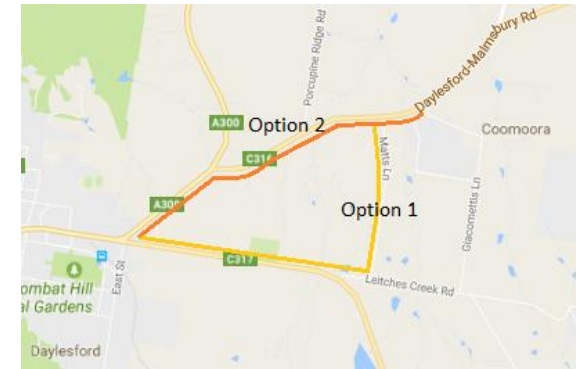 Porcupine Ridge Rd
Daylesford-Malmsbury Rd
A300
Option 2
Coomoora
C316
Matts Ln
Giacomettis Ln
A300
Option 1
C317
Leitches Creek Rd
East St
ombat Hill
al Gardens
Daylesford